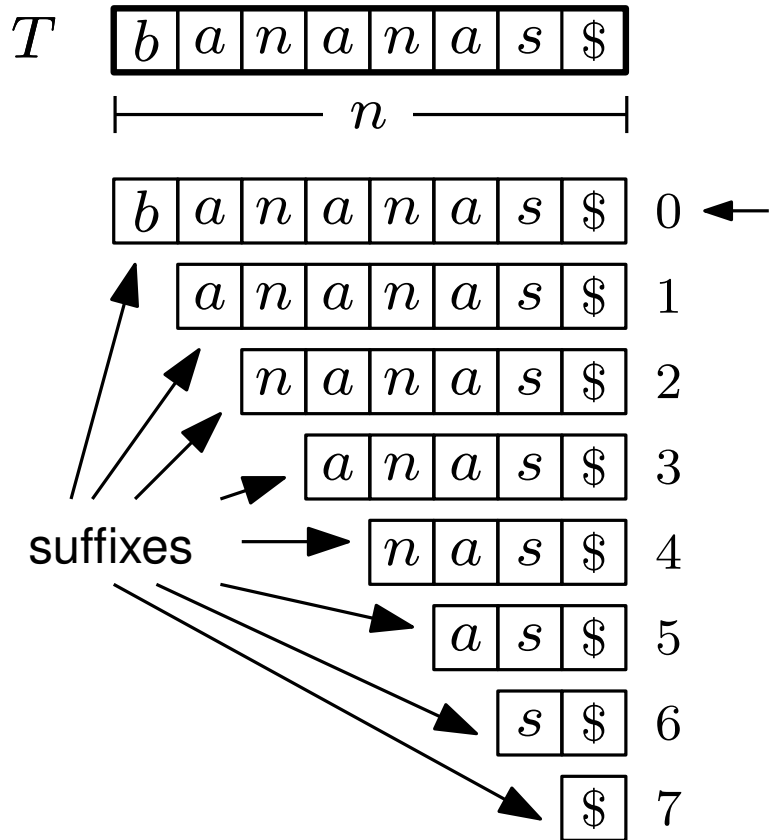 T b a n a n a s $
n
b a n a n a s $ 0
a n a n a s $ 1
n a n a s $ 2
a n a s $ 3
suffixes n a s $ 4
a s $ 5
s $ 6
$ 7